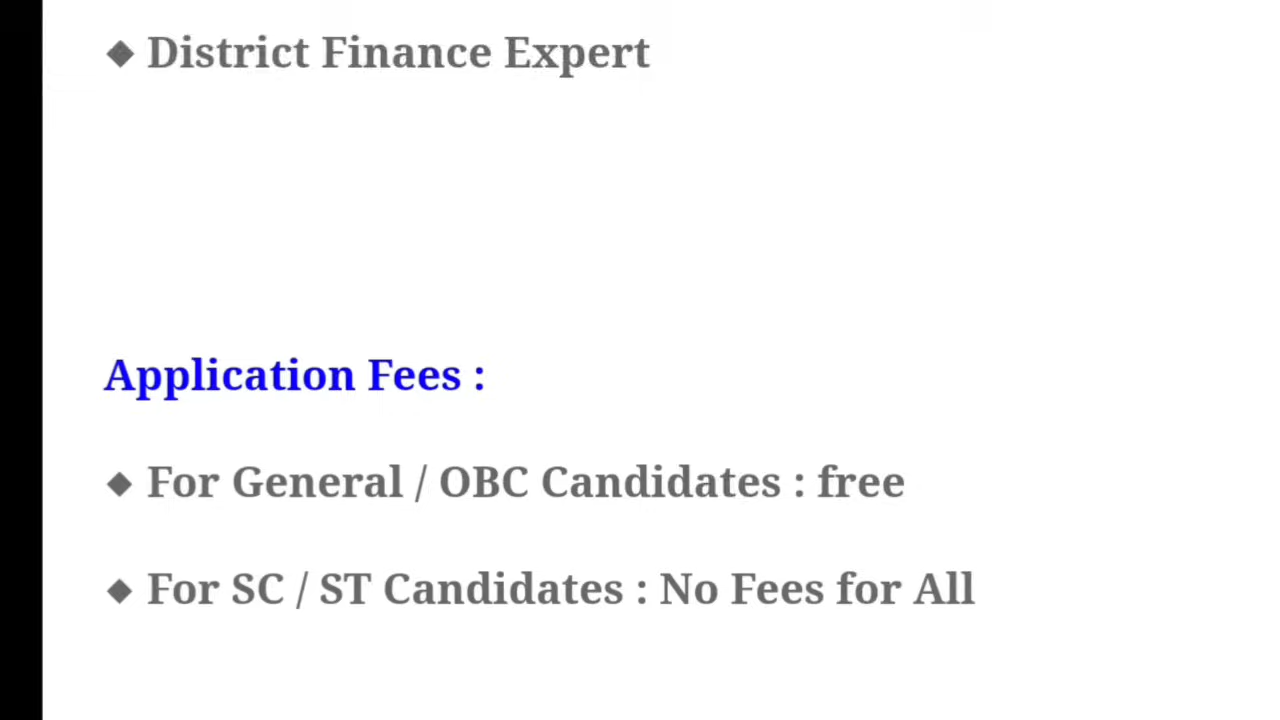 ◆ District Finance Expert
Application Fees :
◆ For General / OBC Candidates : free
◆ For SC / ST Candidates : No Fees for All